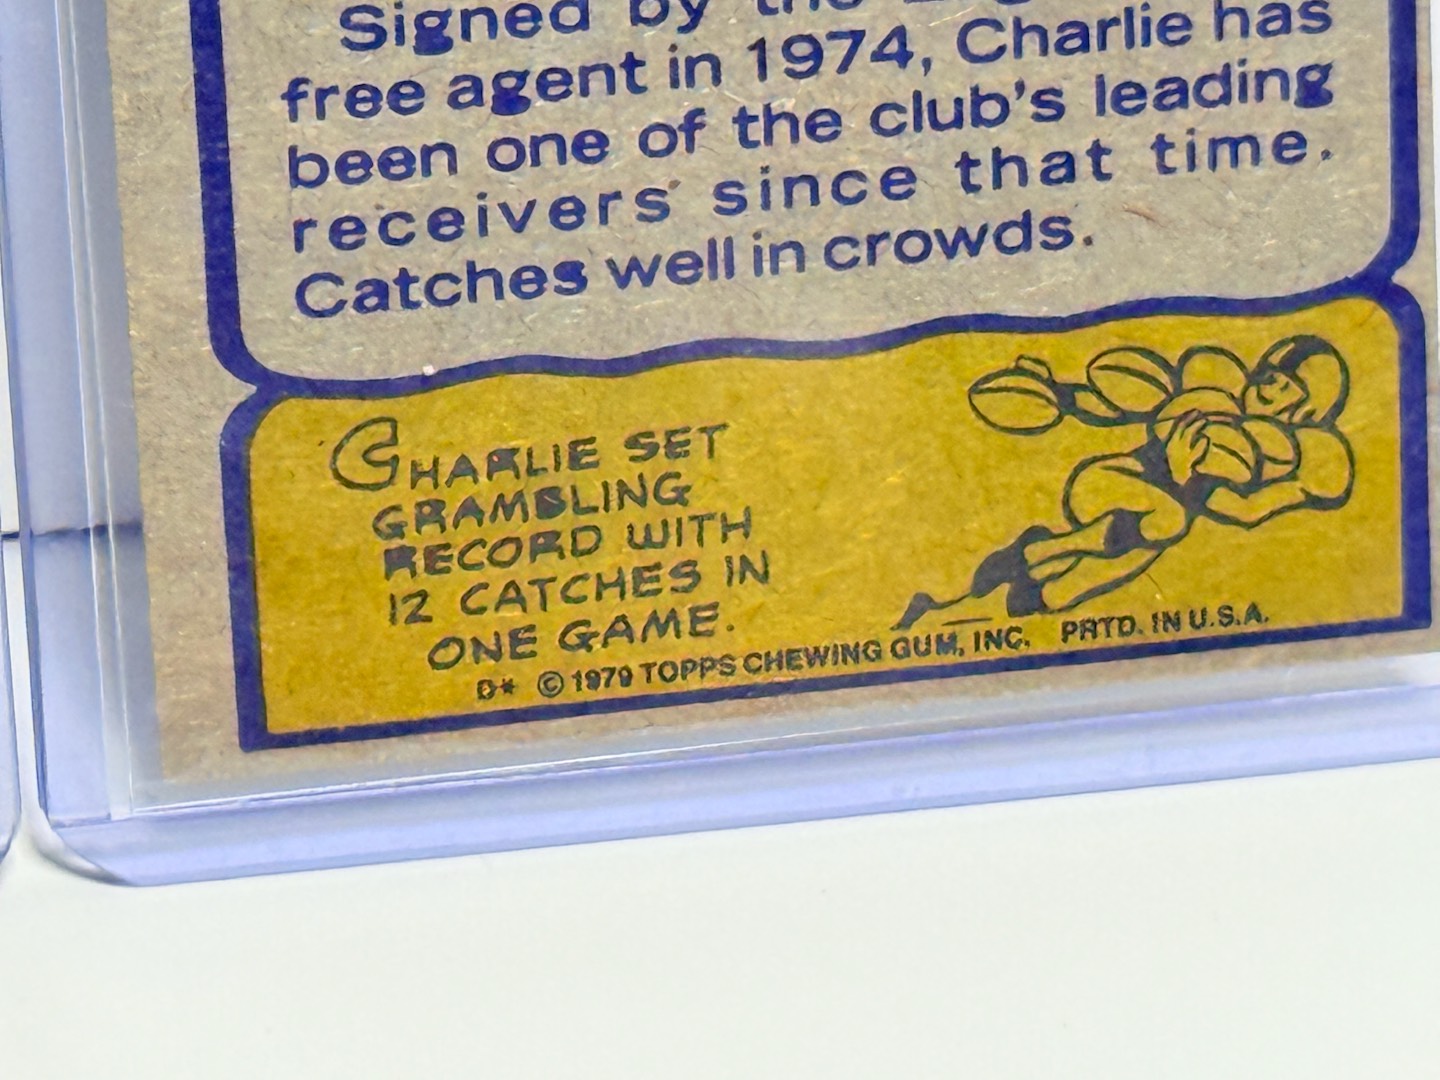 Signed by the
free agent in 1974, Charlie has
been one of the club's leading
receivers since that time.
Catches well in crowds.
CHARLIE SET
GRAMBLING
RECORD WITH
12 CATCHES IN
ONE GAME.
D* © 1979 TOPPS CHEWING GUM, INC. PRTD. IN U.S.A.